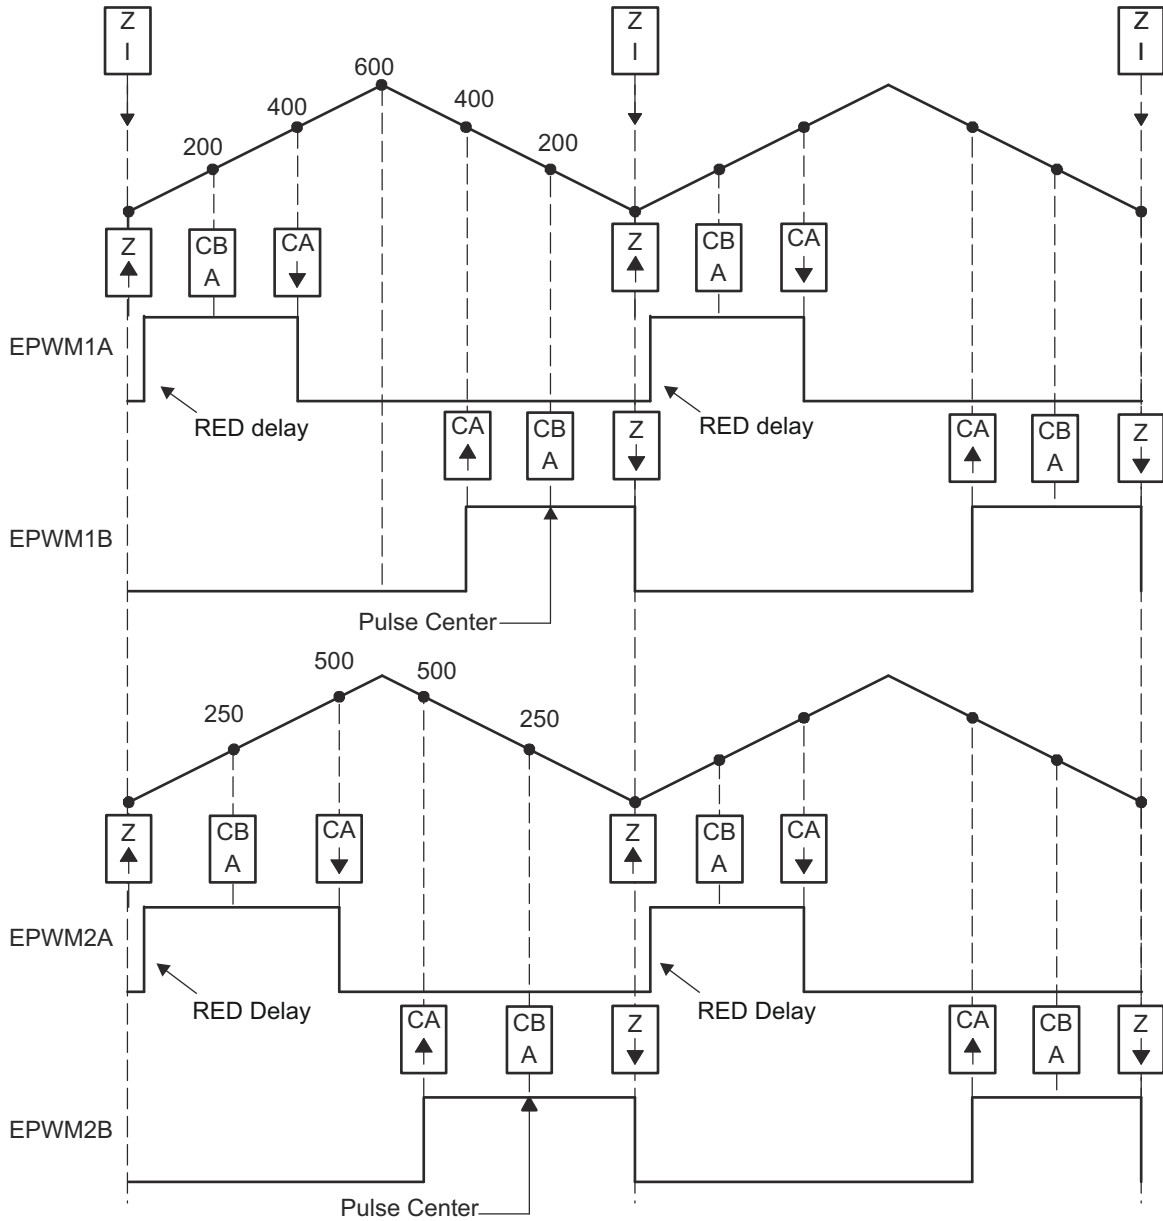 Z Z Z
I I I
600
400 400
200 200
Z CB CA Z CB CA
A A
EPWM1A
RED delay RED delay
CA CB Z CA CB Z
A A
EPWM1B
Pulse Center
500 500
250 250
Z CB CA Z CB CA
A A
EPWM2A
RED Delay RED Delay
CA CB Z CA CB Z
A A
EPWM2B
Pulse Center